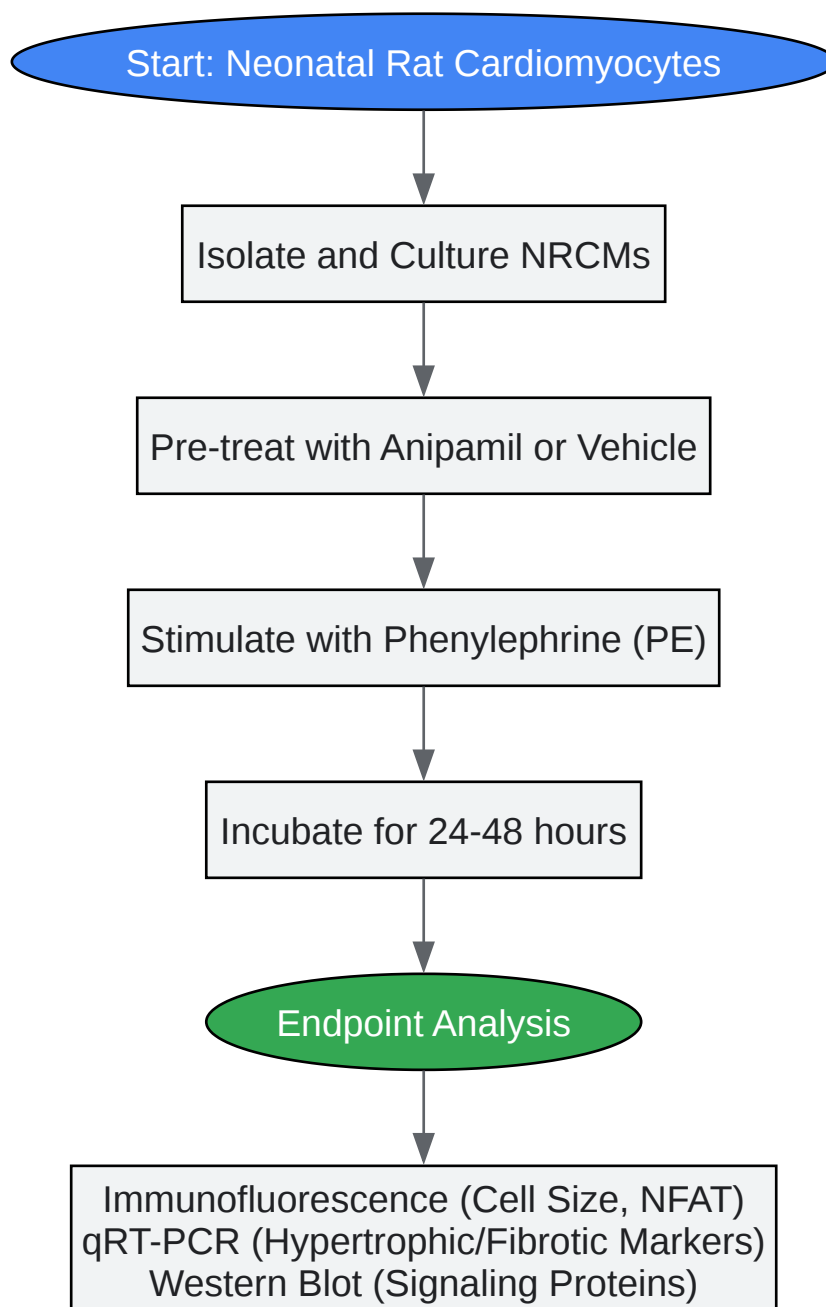 Start: Neonatal Rat Cardiomyocytes
Isolate and Culture NRCMs
Pre-treat with Anipamil or Vehicle
Stimulate with Phenylephrine (PE)
Incubate for 24-48 hours
Endpoint Analysis
Immunofluorescence (Cell Size, NFAT)
qRT-PCR (Hypertrophic/Fibrotic Markers)
Western Blot (Signaling Proteins)